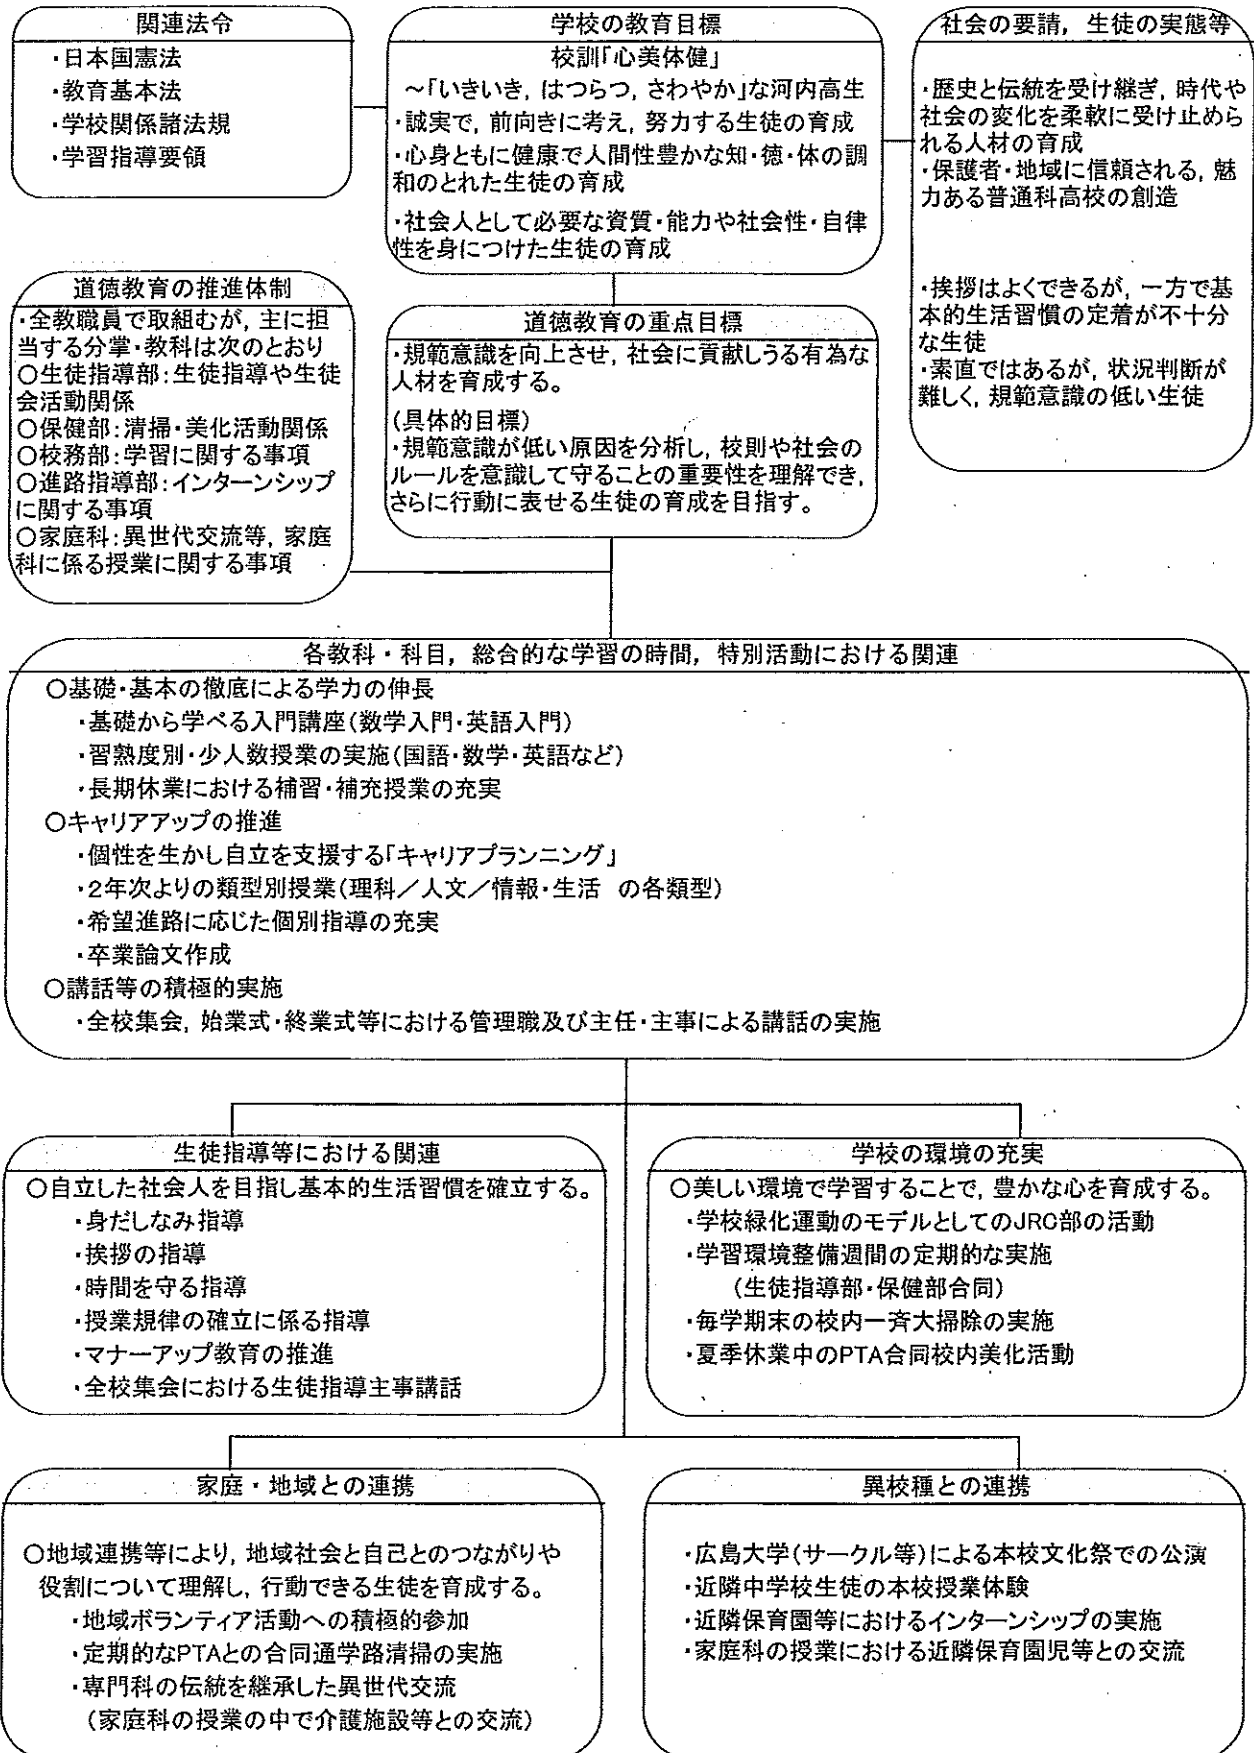 関連法令
・日本国憲法
・教育基本法
・学校関係諸法規
・学習指導要領
学校の教育目標
校訓「心美体健」
～「いきいき，はつらつ，さわやか」な河内高生
・誠実で，前向きに考え，努力する生徒の育成
・心身ともに健康で人間性豊かな知・徳・体の調
和のとれた生徒の育成
・社会人として必要な資質・能力や社会性・自律
性を身につけた生徒の育成
社会の要請，生徒の実態等
・歴史と伝統を受け継ぎ，時代や
社会の変化を柔軟に受け止めら
れる人材の育成
・保護者・地域に信頼される，魅
力ある普通科高校の創造
・挨拶はよくできるが，一方で基
本的生活習慣の定着が不十分
な生徒
・素直ではあるが，状況判断が
難しく，規範意識の低い生徒
道徳教育の推進体制
・全教職員で取組むが，主に担
当する分掌・教科は次のとおり
〇生徒指導部：生徒指導や生徒
会活動関係
〇保健部：清掃・美化活動関係
〇校務部：学習に関する事項
〇進路指導部：インターンシップ
に関する事項
〇家庭科：異世代交流等，家庭
科に係る授業に関する事項
道徳教育の重点目標
・規範意識を向上させ，社会に貢献しうる有為な
人材を育成する。
(具体的目標)
・規範意識が低い原因を分析し，校則や社会の
ルールを意識して守ることの重要性を理解でき，
さらに行動に表せる生徒の育成を目指す。
各教科・科目，総合的な学習の時間，特別活動における関連
〇基礎・基本の徹底による学力の伸長
・基礎から学べる入門講座(数学入門・英語入門)
・習熟度別・少人数授業の実施(国語・数学・英語など)
・長期休業における補習・補充授業の充実
〇キャリアアップの推進
・個性を生かし自立を支援する「キャリアプランニング」
・2年次よりの類型別授業(理科／人文／情報・生活　の各類型)
・希望進路に応じた個別指導の充実
・卒業論文作成
〇講話等の積極的実施
・全校集会，始業式・終業式等における管理職及び主任・主事による講話の実施
生徒指導等における関連
〇自立した社会人を目指し基本的生活習慣を確立する。
・身だしなみ指導
・挨拶の指導
・時間を守る指導
・授業規律の確立に係る指導
・マナーアップ教育の推進
・全校集会における生徒指導主事講話
学校の環境の充実
〇美しい環境で学習することで，豊かな心を育成する。
・学校緑化運動のモデルとしてのJRC部の活動
・学習環境整備週間の定期的な実施
(生徒指導部・保健部合同)
・毎学期末の校内一斉大掃除の実施
・夏季休業中のPTA合同校内美化活動
家庭・地域との連携
〇地域連携等により，地域社会と自己とのつながりや
役割について理解し，行動できる生徒を育成する。
・地域ボランティア活動への積極的参加
・定期的なPTAとの合同通学路清掃の実施
・専門科の伝統を継承した異世代交流
(家庭科の授業の中で介護施設等との交流)
異校種との連携
・広島大学(サークル等)による本校文化祭での公演
・近隣中学校生徒の本校授業体験
・近隣保育園等におけるインターンシップの実施
・家庭科の授業における近隣保育園児等との交流